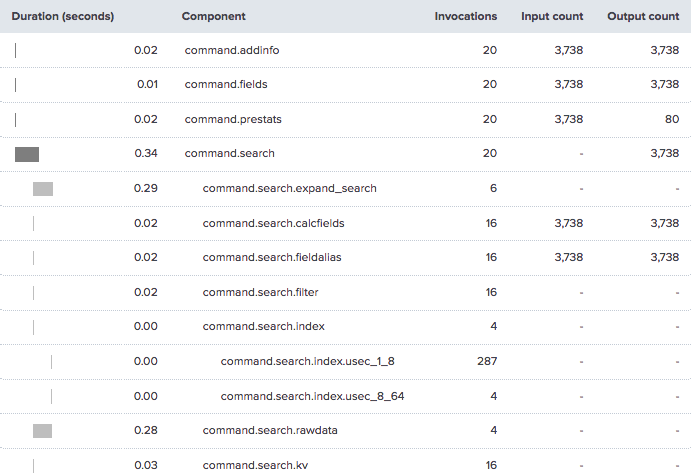 Duration (seconds) Component Invocations Input count Output count
0.02 command.addinfo 20 3,738 3,738
0.01 command.fields 20 3,738 3,738
0.02 command.prestats 20 3,738 80
0.34 command.search 20 - 3,738
0.29 command.search.expand_search 6 - -
0.02 command.search.calcfields 16 3,738 3,738
0.02 command.search.fieldalias 16 3,738 3,738
0.02 command.search.filter 16 - -
0.00 command.search.index 4 - -
0.00 command.search.index.usec_1_8 287 - -
0.00 command.search.index.usec_8_64 4 - -
0.28 command.search.rawdata 4 - -
0.03 command.search.kv 16 - -